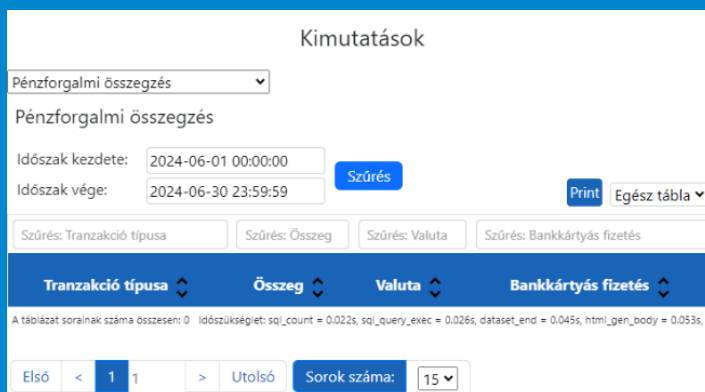 Kimutatások
Pénzforgalmi összegzés
Pénzforgalmi összegzés
Időszak kezdete: 2024-06-01 00:00:00
Szűrés
Időszak vége: 2024-06-30 23:59:59
Print Egész tábla
Szűrés: Tranzakció típusa Szűrés: Összeg Szűrés: Valuta Szűrés: Bankkártyás fizetés
Tranzakció típusa Összeg Valuta Bankkártyás fizetés
A táblázat sorainak száma összesen: 0 Időszükséglet: sql_count = 0.022s, sql_query_exec = 0.026s, dataset_end = 0.045s, html_gen_body = 0.053s,
Első < 1 1 > Utolsó Sorok száma: 15